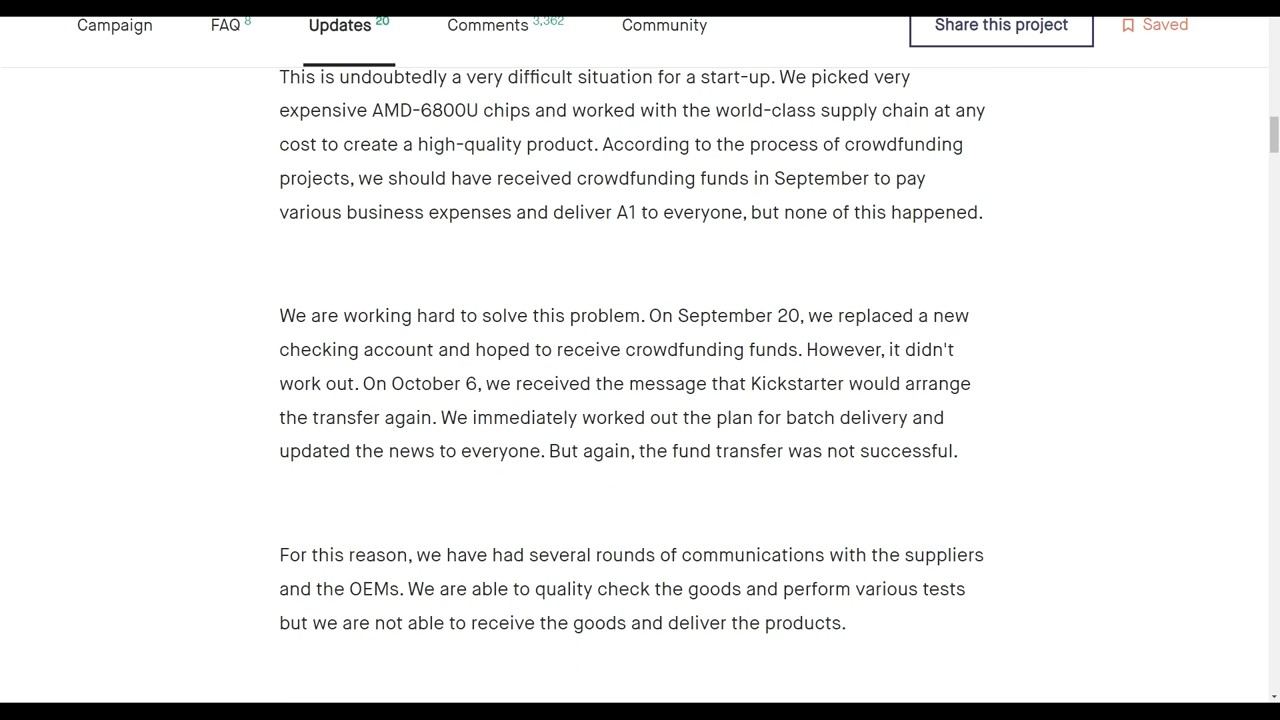 Campaign FAQ 8 Updates 20 Comments 3,362 Community Share this project Saved
This is undoubtedly a very difficult situation for a start-up. We picked very
expensive AMD-6800U chips and worked with the world-class supply chain at any
cost to create a high-quality product. According to the process of crowdfunding
projects, we should have received crowdfunding funds in September to pay
various business expenses and deliver A1 to everyone, but none of this happened.
We are working hard to solve this problem. On September 20, we replaced a new
checking account and hoped to receive crowdfunding funds. However, it didn't
work out. On October 6, we received the message that Kickstarter would arrange
the transfer again. We immediately worked out the plan for batch delivery and
updated the news to everyone. But again, the fund transfer was not successful.
For this reason, we have had several rounds of communications with the suppliers
and the OEMs. We are able to quality check the goods and perform various tests
but we are not able to receive the goods and deliver the products.